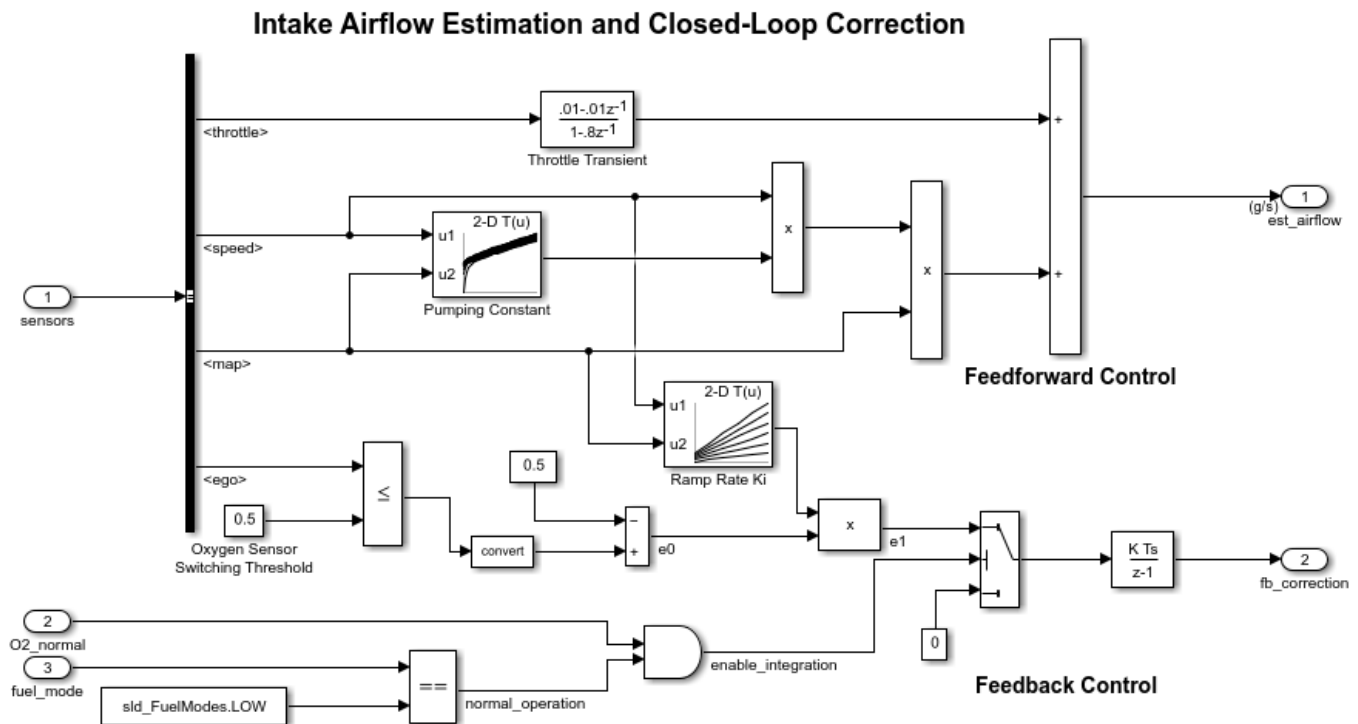 Intake Airflow Estimation and Closed-Loop Correction
<throttle>
.01-.01z-1
1-.8z-1
Throttle Transient
+
2-D T(u)
u1
u2
Pumping Constant
<speed>
x
x
(g/s)
1
est_airflow
1
sensors
<map>
+
Feedforward Control
2-D T(u)
u1
u2
Ramp Rate Ki
<ego>
≤
0.5
Oxygen Sensor
Switching Threshold
0.5
convert
−
+
e0
x
e1
K Ts
z-1
2
fb_correction
0
2
O2_normal
3
fuel_mode
sld_FuelModes.LOW
==
normal_operation
enable_integration
Feedback Control